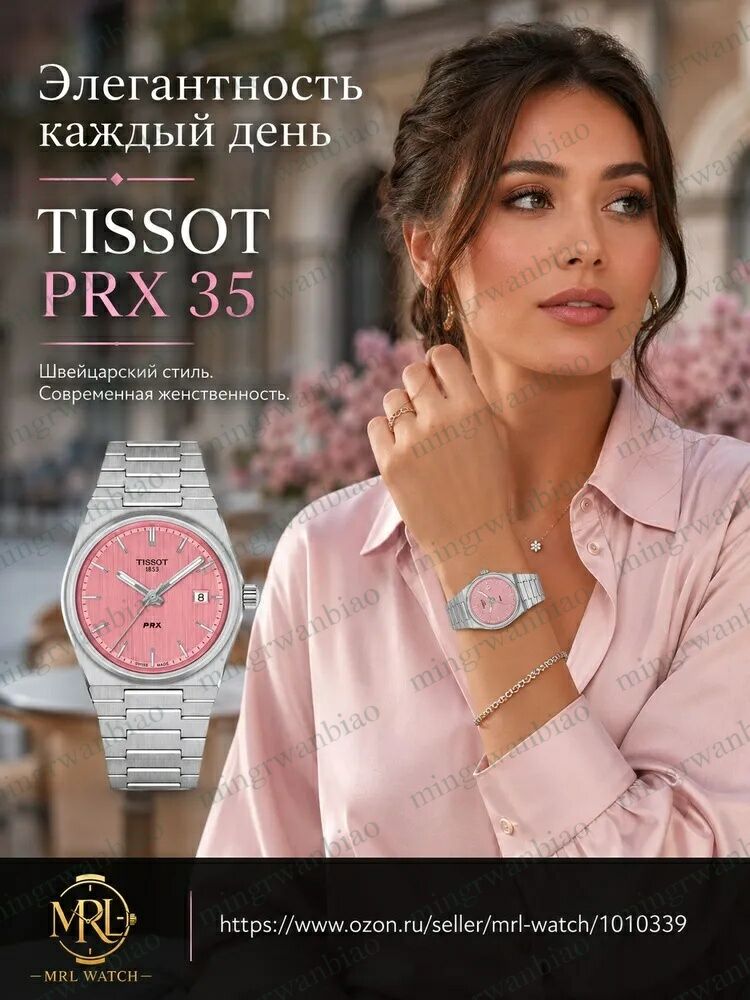 Элегантность
каждый день
TISSOT
PRX 35
Швейцарский стиль.
Современная женственность.
TISSOT
1853
8
PRX
SWISS MADE
MRL
MRL WATCH
https://www.ozon.ru/seller/mrl-watch/1010339
mingrwanbiao